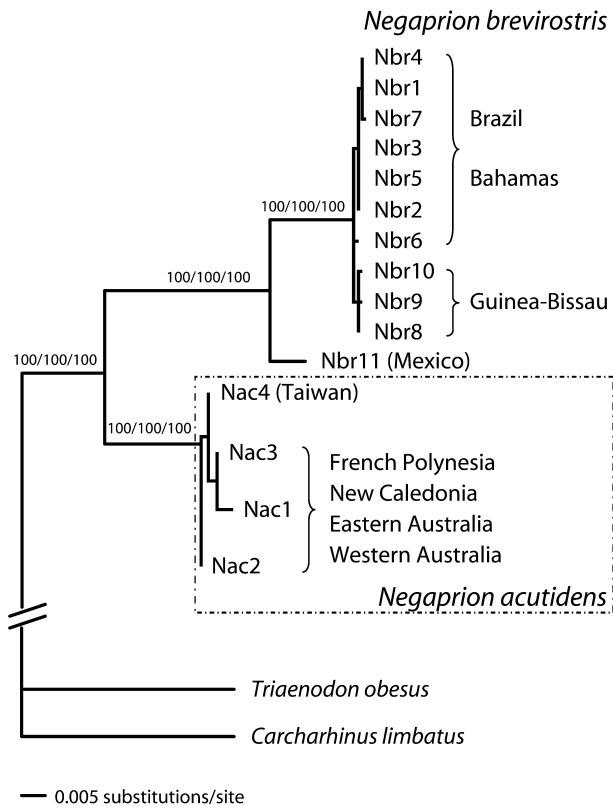 Negaprion brevirostris
Nbr4
Nbr1
Nbr7
Brazil
Nbr3
Nbr5
Bahamas
Nbr2
100/100/100
Nbr6
Nbr10
100/100/100
Nbr9
Guinea-Bissau
Nbr8
100/100/100
Nbr11 (Mexico)
Nac4 (Taiwan)
100/100/100
Nac3
French Polynesia
New Caledonia
Nac1
Eastern Australia
Western Australia
Nac2
Negaprion acutidens
Triaenodon obesus
Carcharhinus limbatus
0.005 substitutions/site